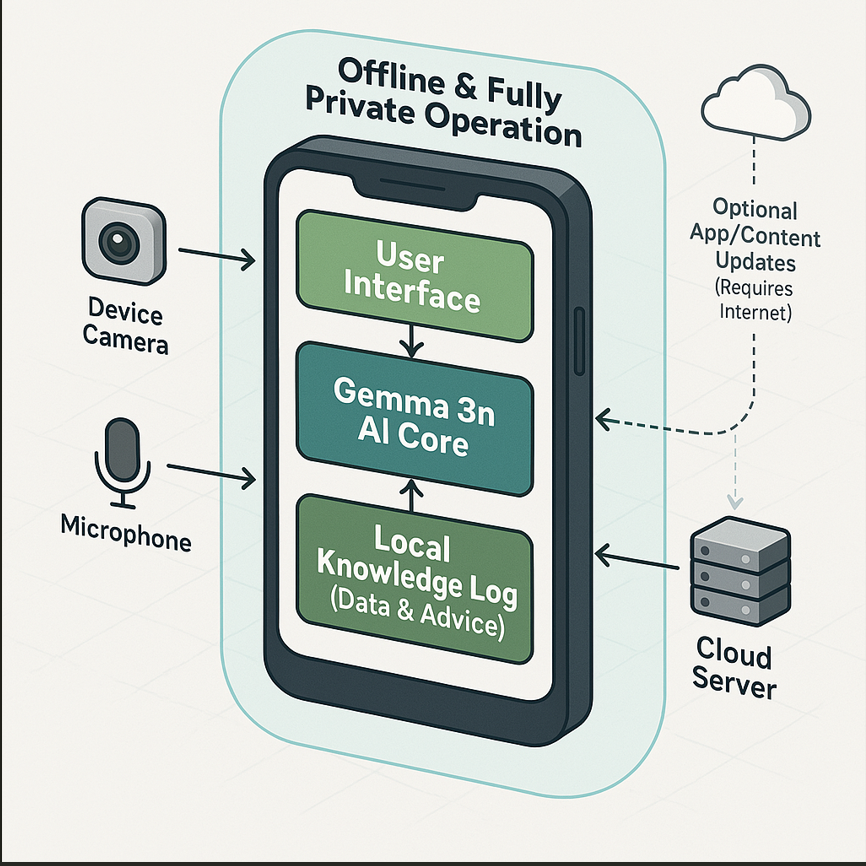 Offline & Fully
Private Operation
User
Interface
Gemma 3n
AI Core
Local
Knowledge Log
(Data & Advice)
Device
Camera
Microphone
Optional
App/Content
Updates
(Requires
Internet)
Cloud
Server